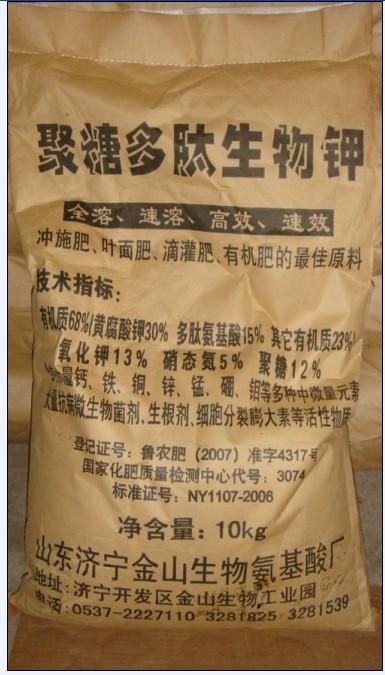 聚糖多肽生物钾
全溶、速溶、高效、速效
冲施肥、叶面肥、滴灌肥、有机肥的最佳原料
技术指标:
有机质68%(黄腐酸钾30% 多肽氨基酸15% 其它有机质23%)
氧化钾13% 硝态氮5% 聚糖12%
量钙、铁、铜、锌、锰、硼、钼等多种中微量元素
量抗病微生物菌剂、生根剂、细胞分裂膨大素等活性物质
登记证号:鲁农肥(2007)准字4317号
国家化肥质量检测中心代号:3074
标准证号:NY1107-2006
净含量:10kg
山东济宁金山生物氨基酸厂
地址:济宁开发区金山生物工业园
电话:0537-2227110 3281825 3281539